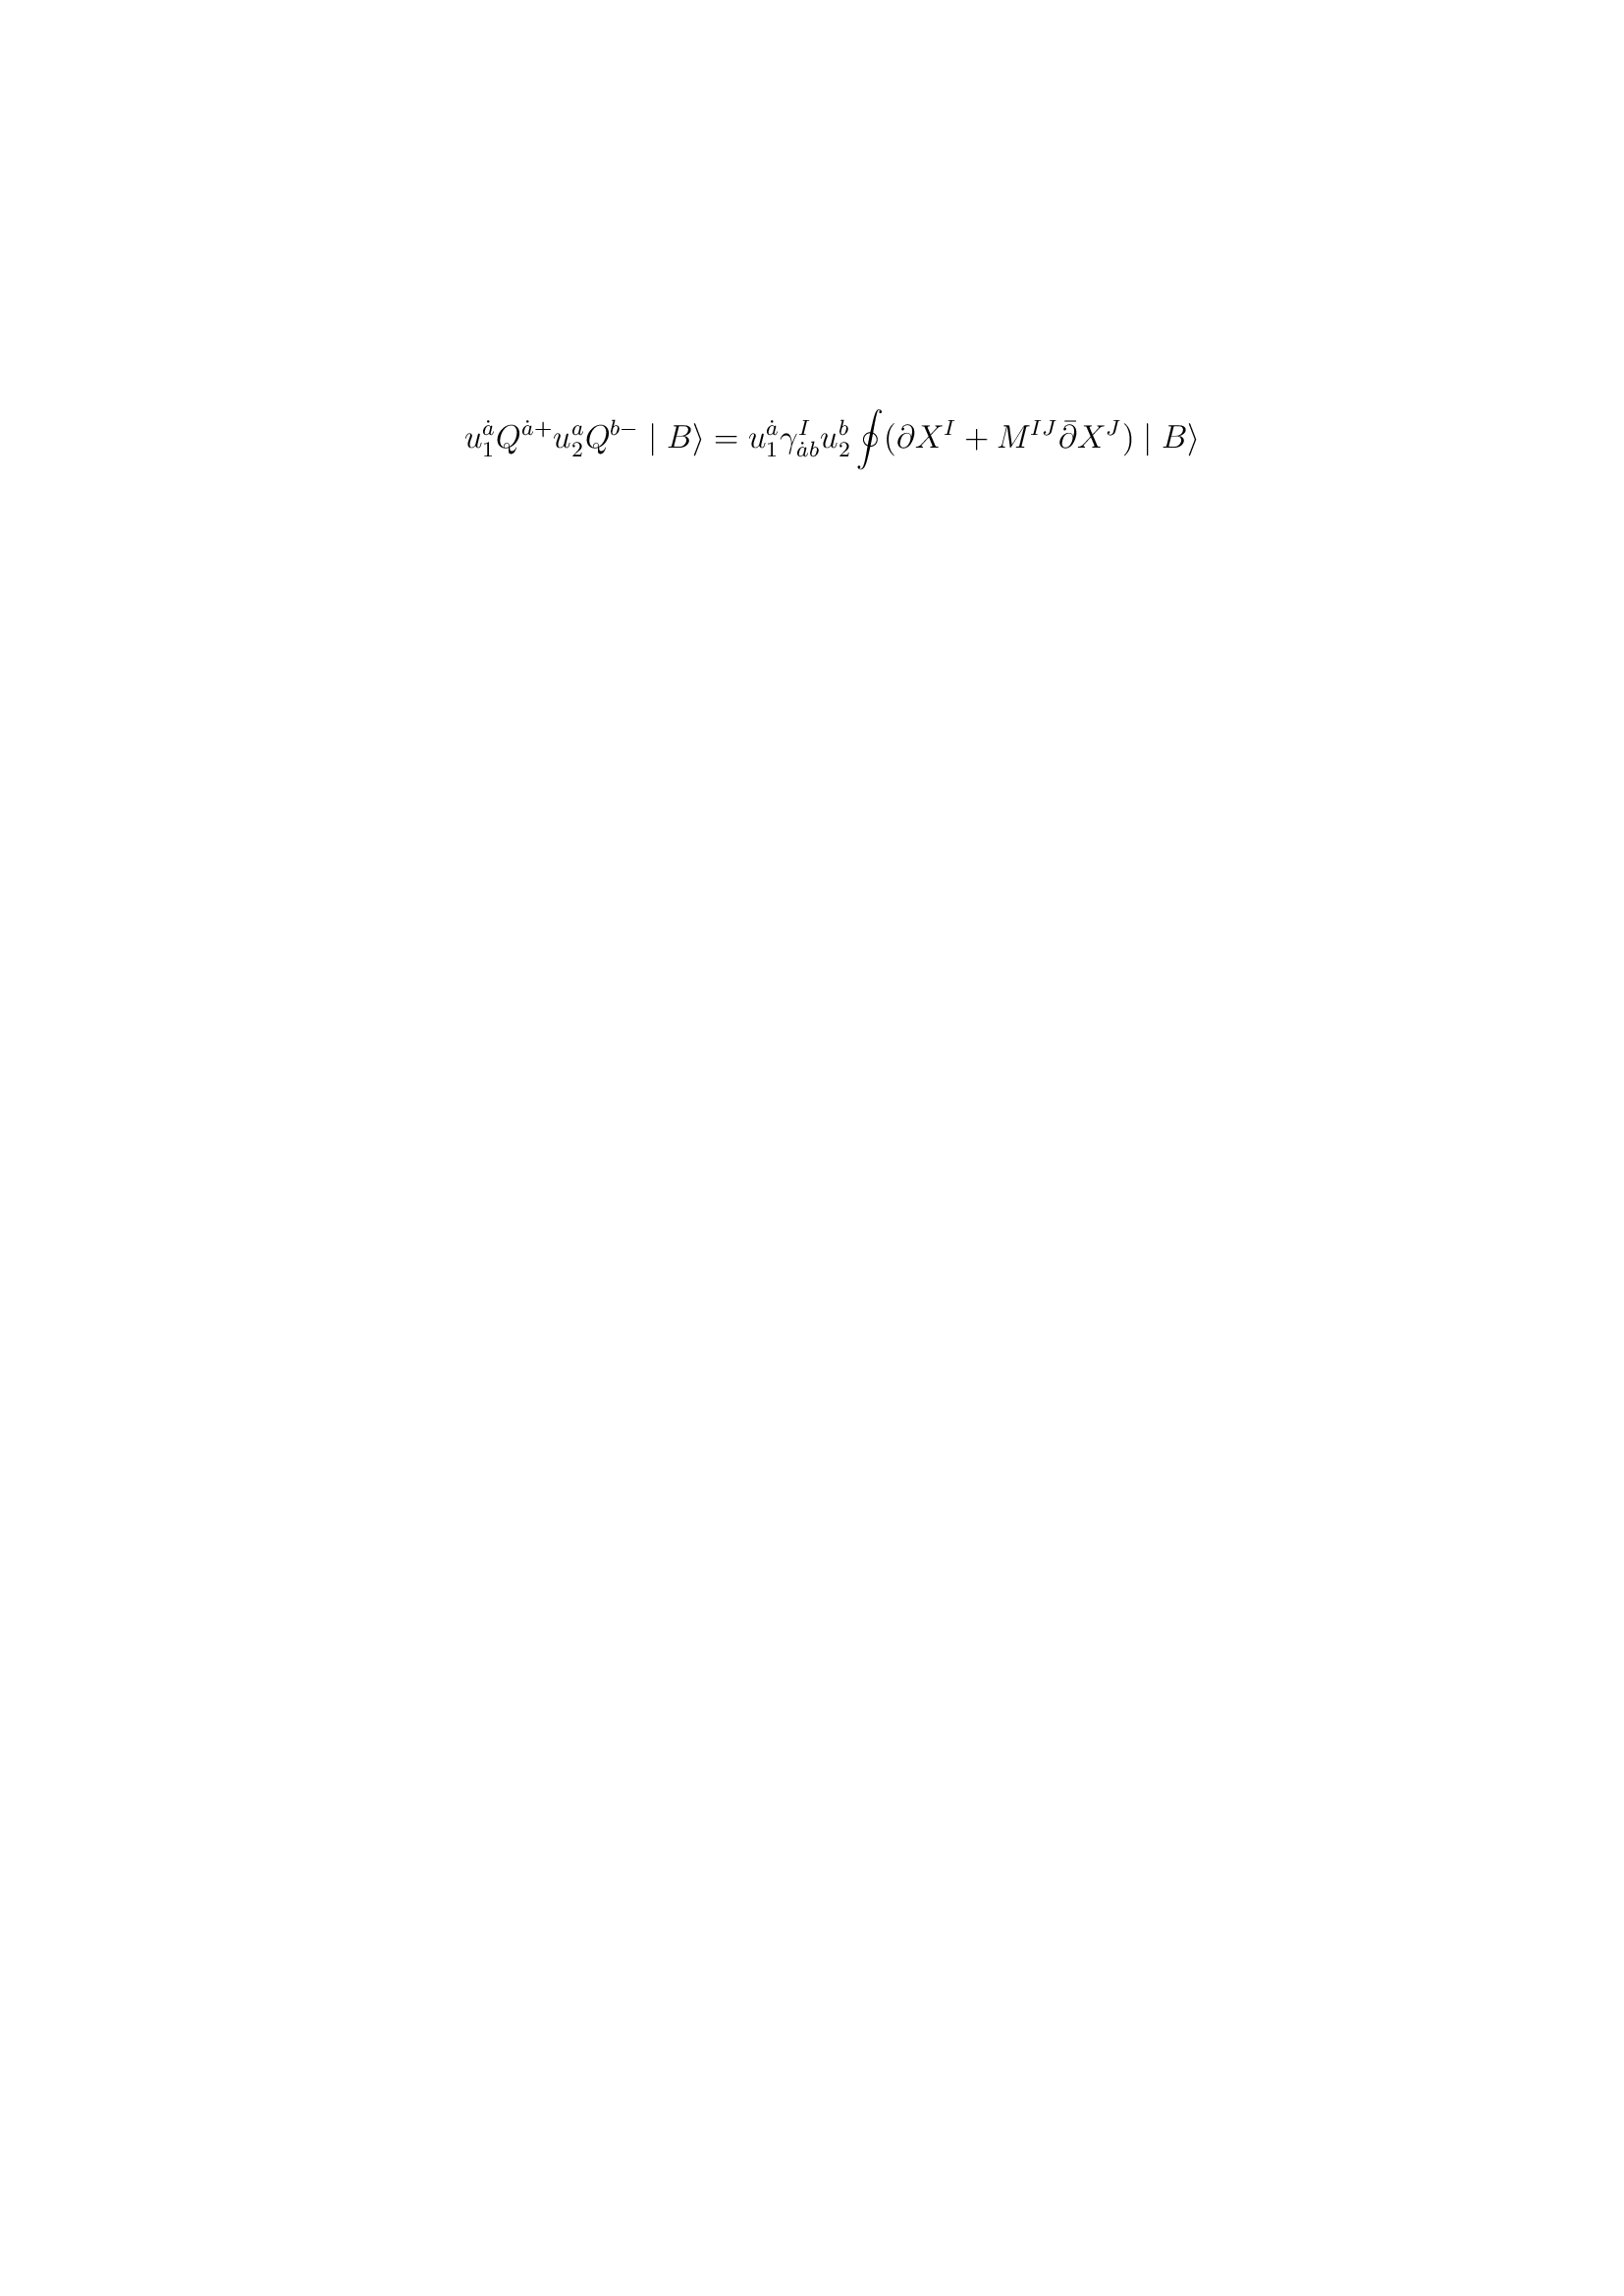 $u_1^{\dot{a}} Q^{\dot{a}+} u_2^a Q^{b-} \mid B\rangle = u_1^{\dot{a}} \gamma^I_{\dot{a}b} u_2^b \oint (\partial X^I + M^{IJ} \bar{\partial} X^J) \mid B\rangle$